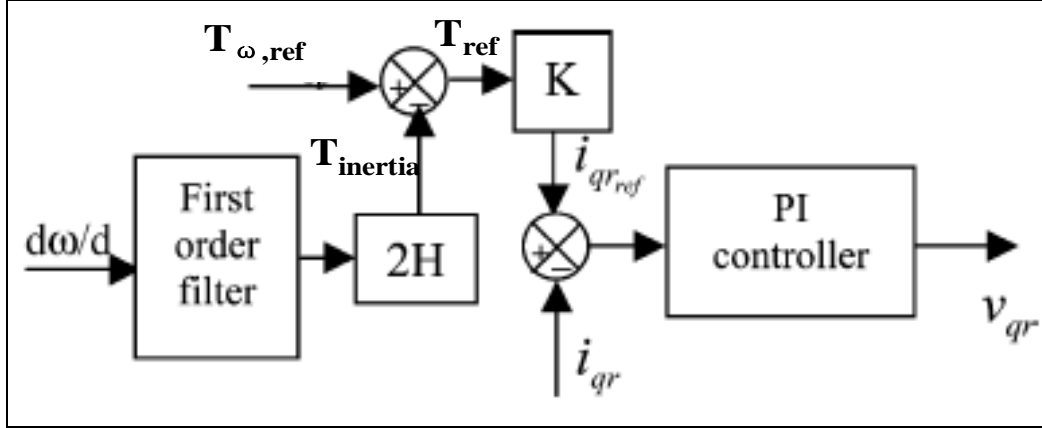 T ω,ref
T ref
K
+
−
T inertia
i qr ref
First
order
filter
dω/d
2H
+
−
PI
controller
v qr
i qr